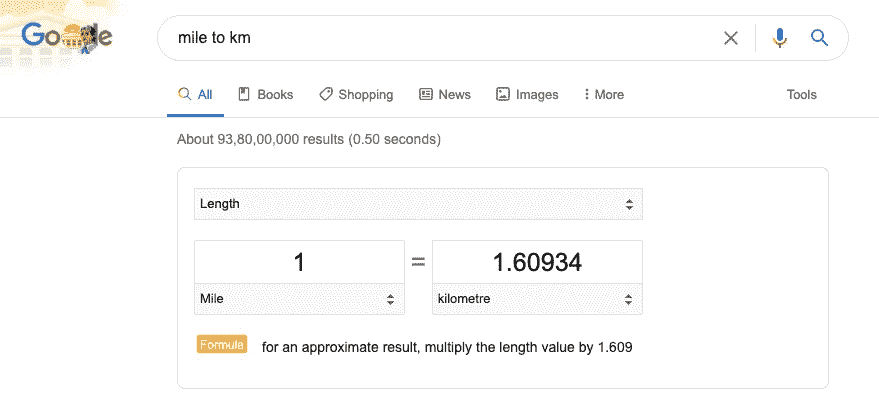 Google
mile to km
All Books Shopping News Images More Tools
About 93,80,00,000 results (0.50 seconds)
Length
1 = 1.60934
Mile kilometre
Formule for an approximate result, multiply the length value by 1.609